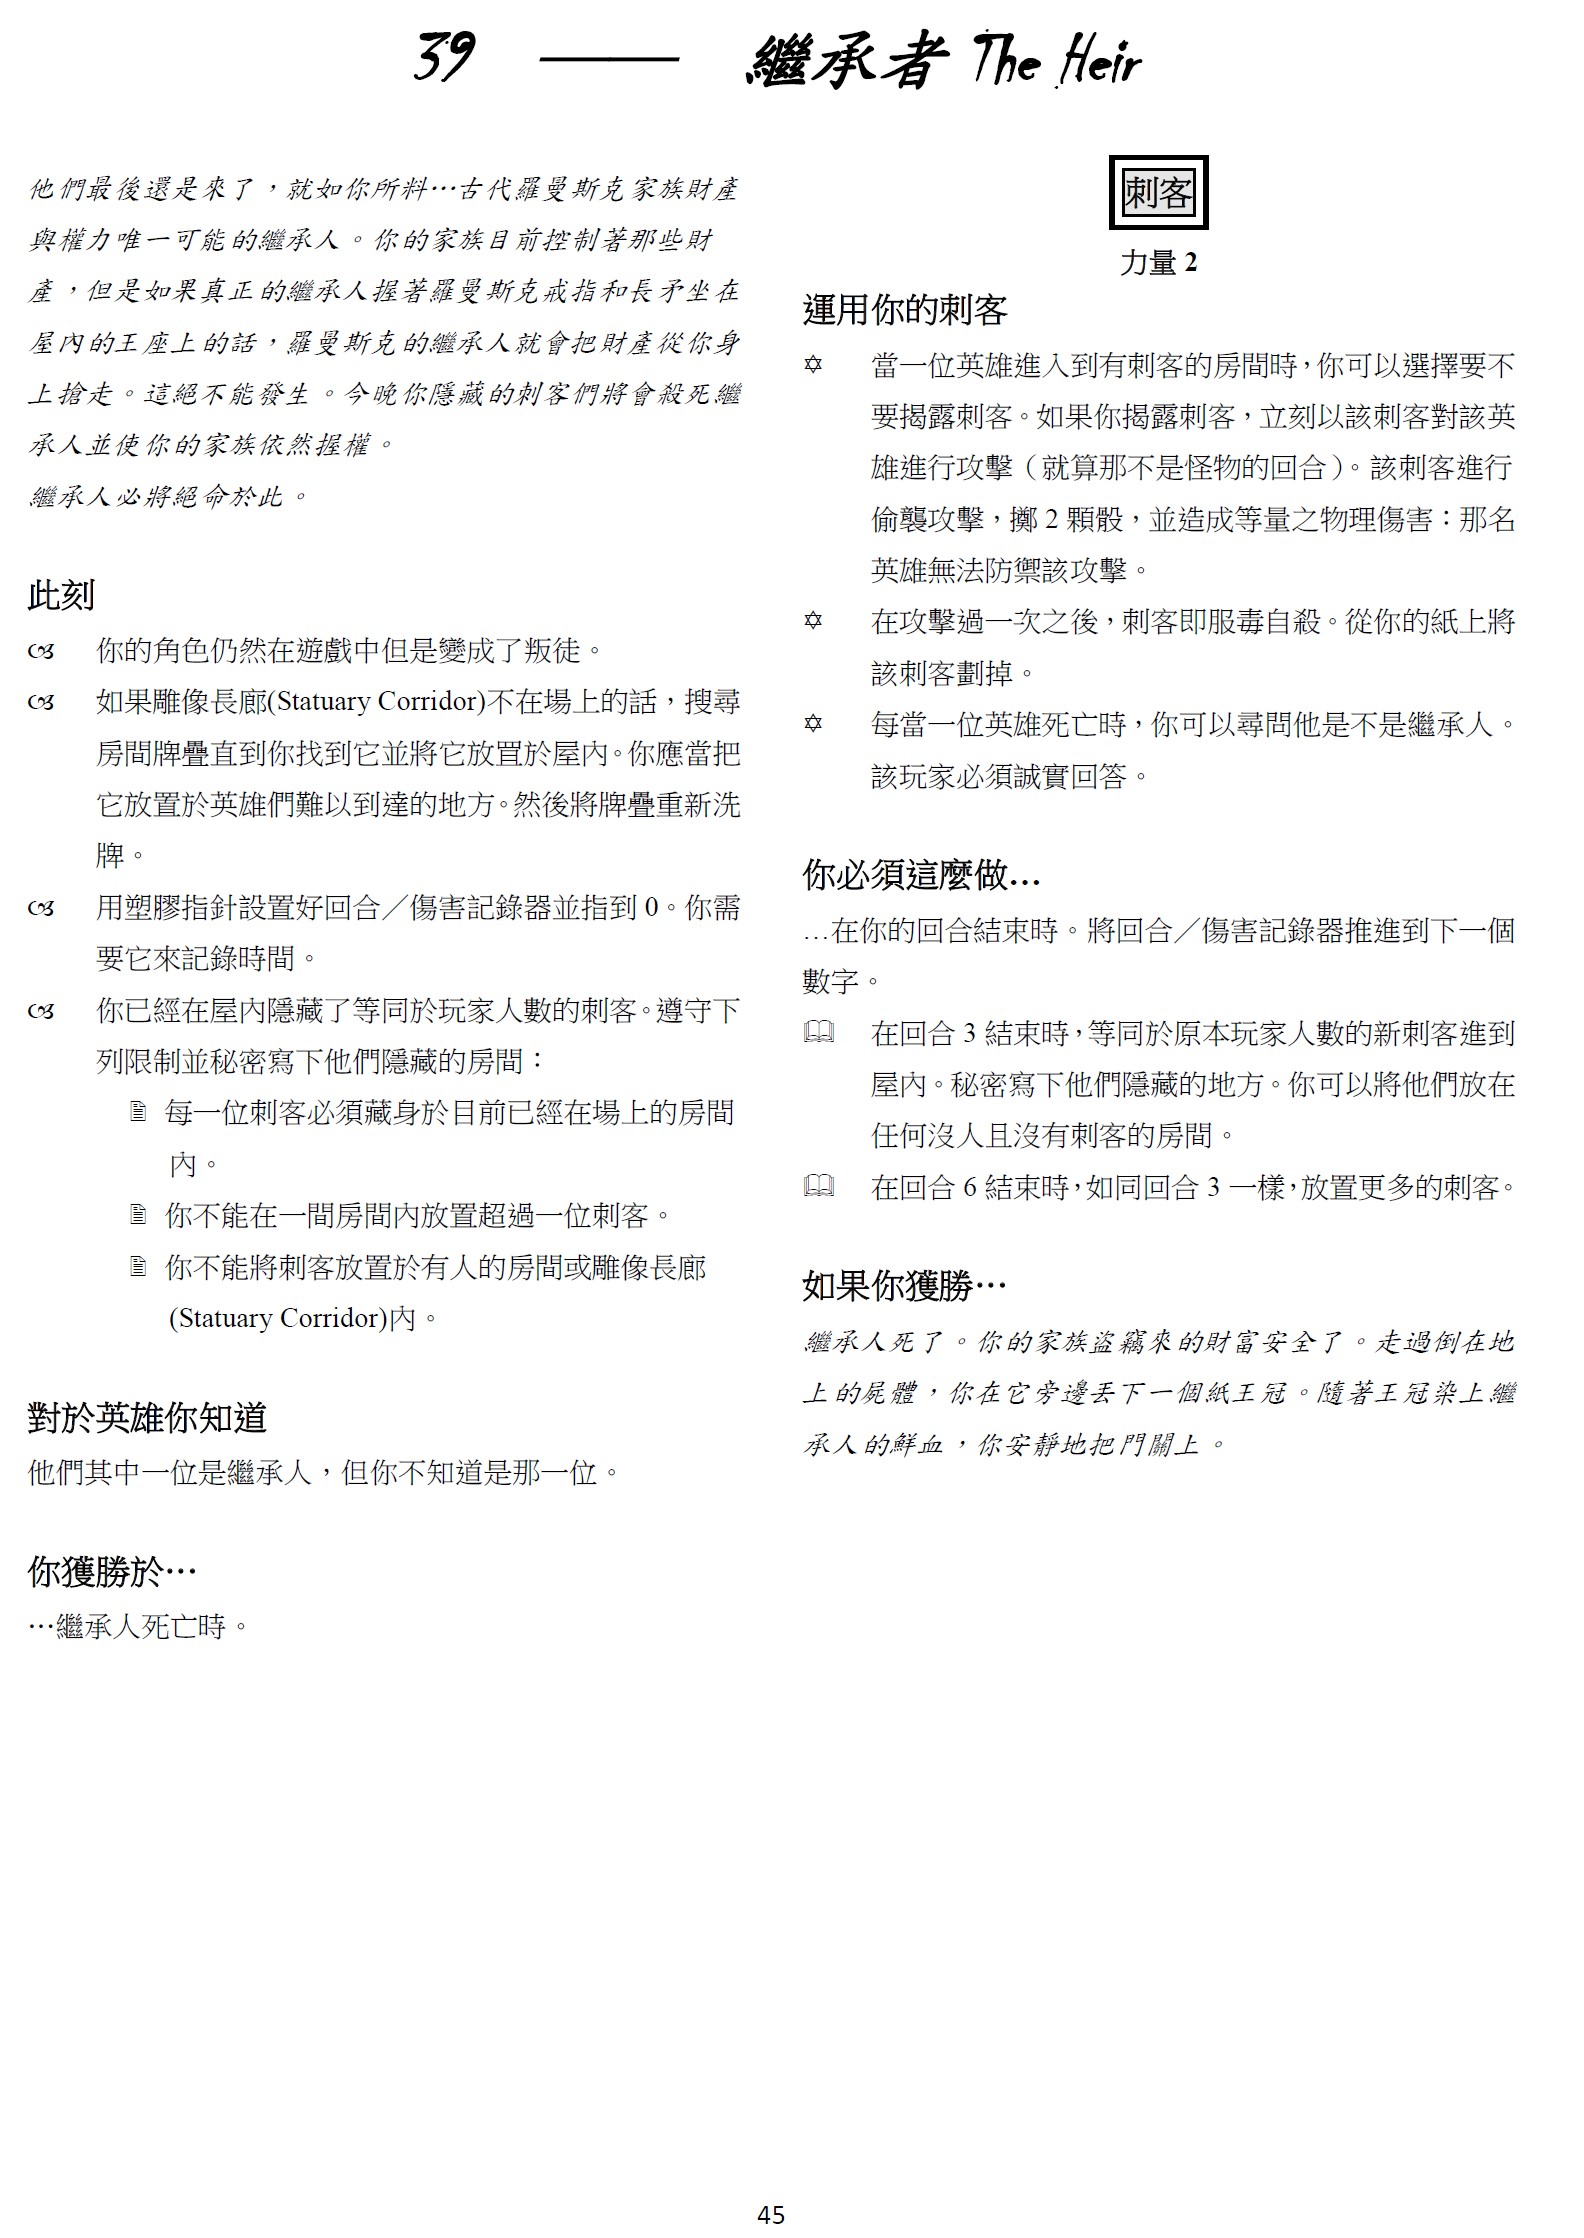 39 —— 繼承者 The Heir
他們最後還是來了，就如你所料…古代羅曼斯克家族財產
與權力唯一可能的繼承人。你的家族目前控制著那些財
產，但是如果真正的繼承人握著羅曼斯克戒指和長矛坐在
屋內的王座上的話，羅曼斯克的繼承人就會把財產從你身
上搶走。這絕不能發生。今晚你隱藏的刺客們將會殺死繼
承人並使你的家族依然握權。
繼承人必將絕命於此。
此刻
你的角色仍然在遊戲中但是變成了叛徒。
如果雕像長廊(Statuary Corridor)不在場上的話，搜尋
房間牌疊直到你找到它並將它放罝於屋內。你應當把
它放置於英雄們難以到達的地方。然後將牌疊重新洗
牌。
用塑膠指針設置好回合／傷害記錄器並指到 0。你需
要它來記錄時間。
你已經在屋內隱藏了等同於玩家人數的刺客。遵守下
列限制並秘密寫下他們隱藏的房間：
每一位刺客必須藏身於目前已經在場上的房間
內。
你不能在一間房間內放置超過一位刺客。
你不能將刺客放置於有人的房間或雕像長廊
(Statuary Corridor)內。
對於英雄你知道
他們其中一位是繼承人，但你不知道是那一位。
你獲勝於…
…繼承人死亡時。
刺客
力量 2
運用你的刺客
當一位英雄進入到有刺客的房間時，你可以選擇要不
要揭露刺客。如果你揭露刺客，立刻以該刺客對該英
雄進行攻擊（就算那不是怪物的回合）。該刺客進行
偷襲攻擊，擲 2 顆骰，並造成等量之物理傷害：那名
英雄無法防禦該攻擊。
在攻擊過一次之後，刺客即服毒自殺。從你的紙上將
該刺客劃掉。
每當一位英雄死亡時，你可以尋問他是不是繼承人。
該玩家必須誠實回答。
你必須這麼做…
…在你的回合結束時。將回合／傷害記錄器推進到下一個
數字。
在回合 3 結束時，等同於原本玩家人數的新刺客進到
屋內。秘密寫下他們隱藏的地方。你可以將他們放在
任何沒人且沒有刺客的房間。
在回合 6 結束時，如同回合 3 一樣，放置更多的刺客。
如果你獲勝…
繼承人死了。你的家族盜竊來的財富安全了。走過倒在地
上的屍體，你在它旁邊丟下一個紙王冠。隨著王冠染上繼
承人的鮮血，你安靜地把門關上。
45